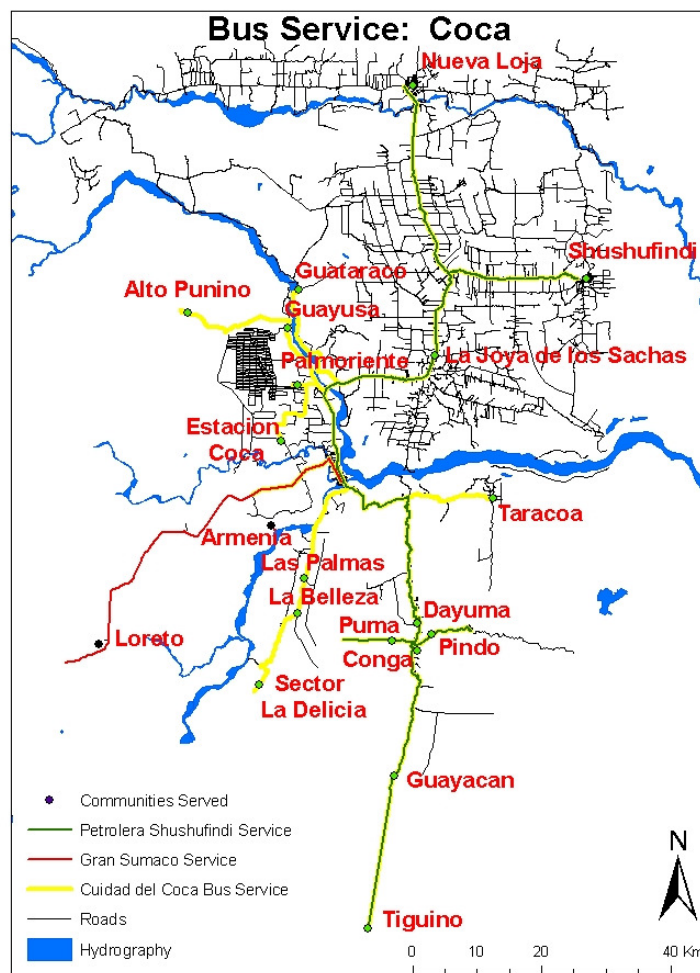 Bus Service: Coca
Nueva Loja
Shushufindi
Guataraco
Alto Punino
Guayusa
La Joya de los Sachas
Palmoriente
Estacion
Coca
Taracoa
Armenia
Las Palmas
La Belleza
Dayuma
Puma
Loreto
Pindo
Conga
Sector
La Delicia
Guayacan
Tiguino
Communities Served
Petrolera Shushufindi Service
Gran Sumaco Service
Cuidad del Coca Bus Service
Roads
Hydrography
N
0 10 20 40 Km